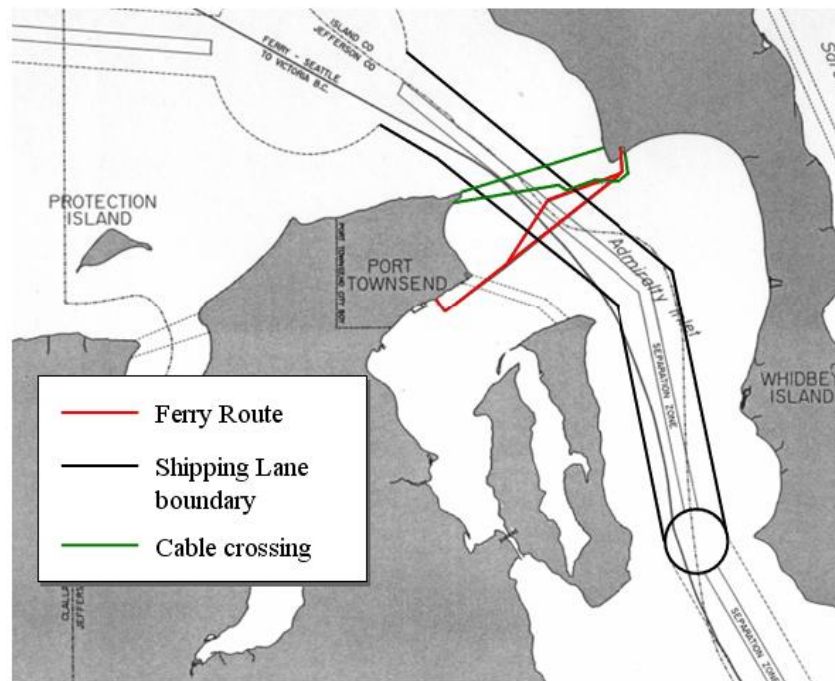 ISLAND CO
JEFFERSON CO
FERRY - SEATTLE
TO VICTORIA B.C.
PROTECTION
ISLAND
PORT
TOWNSEND
PORT TOWNSEND CITY BDY
Admiralty Inlet
SEPARATION
ZONE
WHIDBEY
ISLAND
Ferry Route
Shipping Lane
boundary
Cable crossing
SEPARATION
ZONE